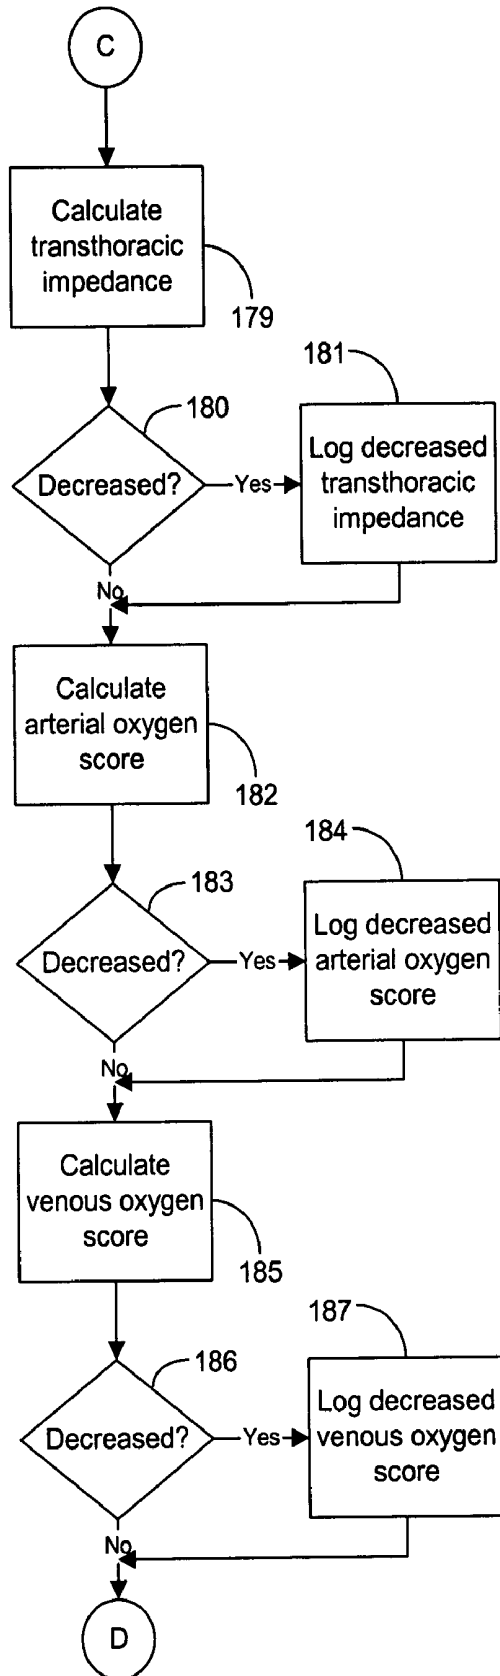 C
Calculate
transthoracic
impedance
179
180
181
Decreased?
Yes
Log decreased
transthoracic
impedance
No
Calculate
arterial oxygen
score
182
183
184
Decreased?
Yes
Log decreased
arterial oxygen
score
No
Calculate
venous oxygen
score
185
186
187
Decreased?
Yes
Log decreased
venous oxygen
score
No
D